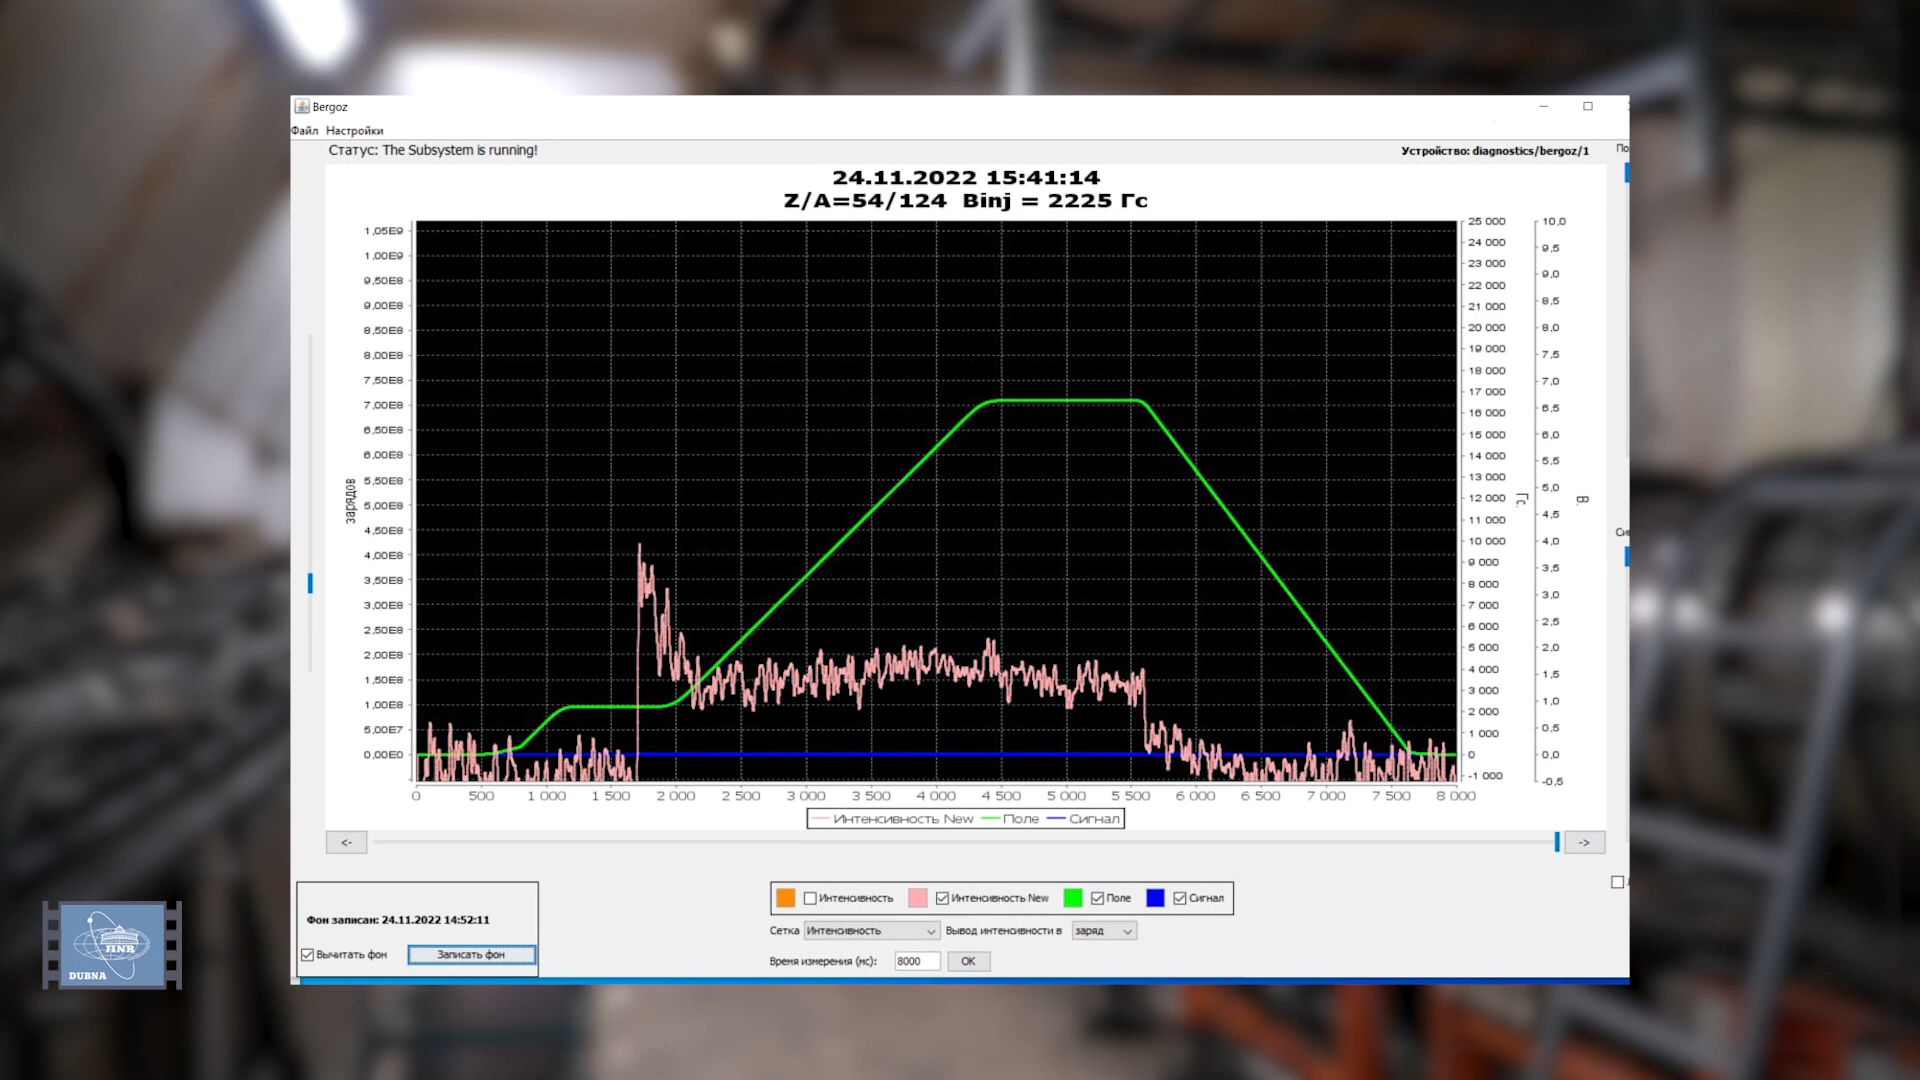 Bergoz
Файл Настройки
Статус: The Subsystem is running!
Устройство: diagnostics/bergoz/1
24.11.2022 15:41:14
Z/A=54/124 Binj = 2225 Гс
1,05E9
1,00E9
9,50E8
9,00E8
8,50E8
8,00E8
7,50E8
7,00E8
6,50E8
6,00E8
5,50E8
5,00E8
4,50E8
4,00E8
3,50E8
3,00E8
2,50E8
2,00E8
1,50E8
1,00E8
5,00E7
0,00E0
зарядов
25 000
24 000
23 000
22 000
21 000
20 000
19 000
18 000
17 000
16 000
15 000
14 000
13 000
12 000
11 000
10 000
9 000
8 000
7 000
6 000
5 000
4 000
3 000
2 000
1 000
0
-1 000
Гс.
10,0
9,5
9,0
8,5
8,0
7,5
7,0
6,5
6,0
5,5
5,0
4,5
4,0
3,5
3,0
2,5
2,0
1,5
1,0
0,5
0,0
-0,5
В.
0 500 1 000 1 500 2 000 2 500 3 000 3 500 4 000 4 500 5 000 5 500 6 000 6 500 7 000 7 500 8 000
Интенсивность New Поле Сигнал
<-
->
Фон записан: 24.11.2022 14:52:11
Вычитать фон Записать фон
Интенсивность Интенсивность New Поле Сигнал
Сетка Интенсивность Вывод интенсивности в заряд
Время измерения (мс): 8000 OK
JINR
DUBNA